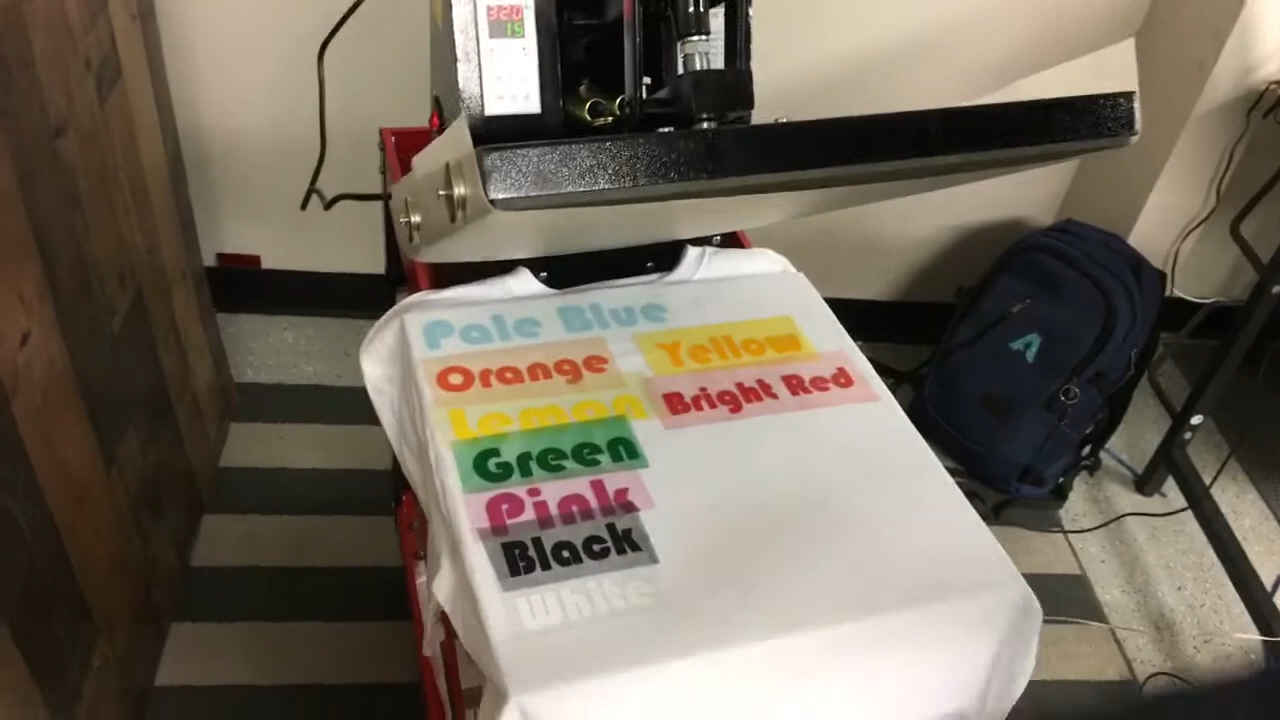 320
15
Pale Blue
Orange
Yellow
Lemon
Bright Red
Green
Pink
Black
White
A